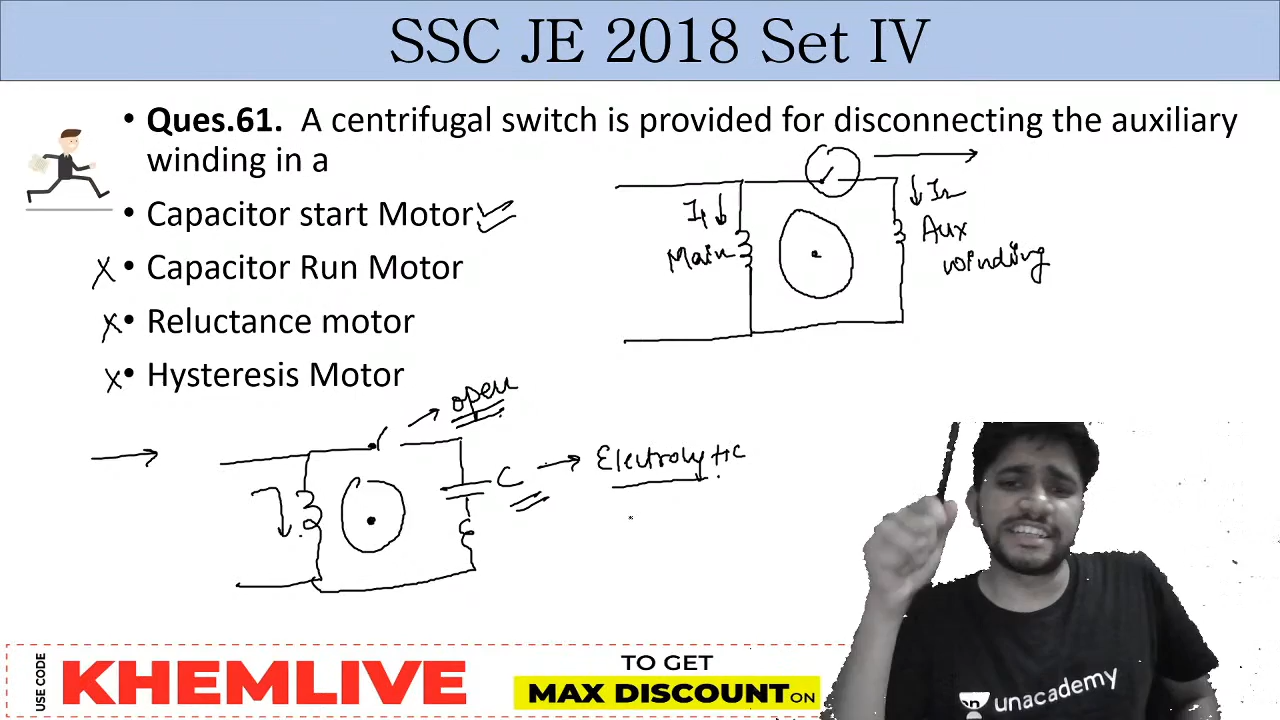 SSC JE 2018 Set IV
• Ques.61. A centrifugal switch is provided for disconnecting the auxiliary
winding in a
• Capacitor start Motor
• Capacitor Run Motor
• Reluctance motor
• Hysteresis Motor
I1
Main
Aux
winding
open
C
Electrolytic
USE CODE
KHEMLIVE
TO GET
MAX DISCOUNT ON
unacademy